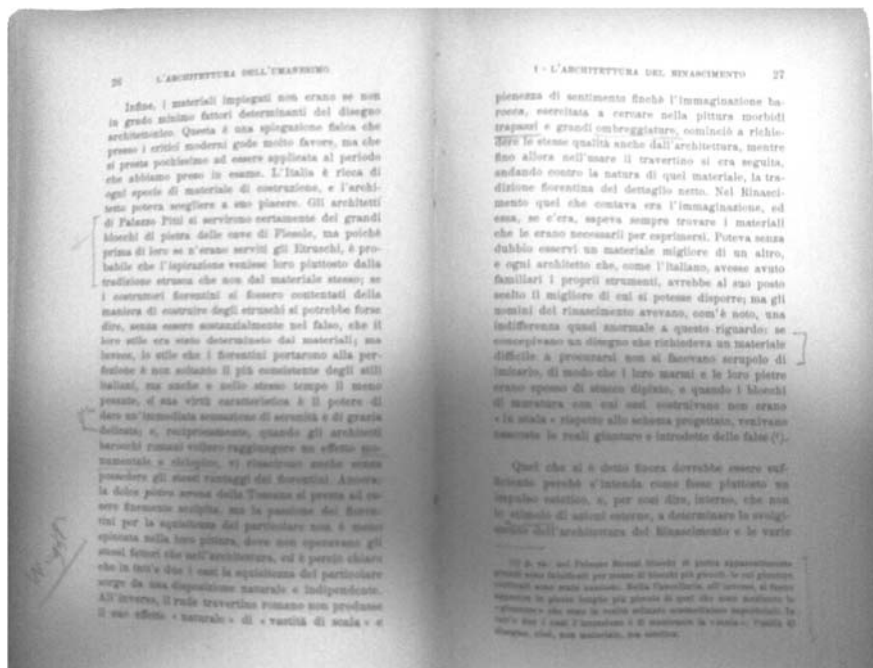 26 L'ARCHITETTURA DELL'UMANESIMO
Infine, i materiali impiegati non erano se non
in grado minimo fattori determinanti del disegno
architettonico. Questa è una spiegazione fisica che
presso i critici moderni gode molto favore, ma che
si presta pochissimo ad essere applicata al periodo
che abbiamo preso in esame. L'Italia è ricca di
ogni specie di materiale di costruzione, e l'archi-
tetto poteva scegliere a suo piacere. Gli architetti
di Palazzo Pitti si servirono certamente dei grandi
blocchi di pietra delle cave di Fiesole, ma poichè
prima di loro se n'erano serviti gli Etruschi, è pro-
babile che l'ispirazione venisse loro piuttosto dalla
tradizione etrusca che non dal materiale stesso; se
i costruttori fiorentini si fossero contentati della
maniera di costruire degli etruschi si potrebbe forse
dire, senza essere sostanzialmente nel falso, che il
loro stile era stato determinato dai materiali; ma
invece, lo stile che i fiorentini portarono alla per-
fezione è non soltanto il più consistente degli stili
italiani, ma anche e nello stesso tempo il meno
pesante, e sua virtù caratteristica è il potere di
dare un'immediata sensazione di serenità e di grazia
delicata; e, reciprocamente, quando gli architetti
barocchi romani vollero raggiungere un effetto mo-
numentale e ciclopico, vi riuscirono anche senza
possedere gli stessi vantaggi dei fiorentini. Ancora:
la dolce pietra serena della Toscana si presta ad es-
sere finemente scolpita, ma la passione dei fioren-
tini per la squisitezza del particolare non è meno
spiccata nella loro pittura, dove non operavano gli
stessi fattori che nell'architettura, ed è perciò chiaro
che in tutt'e due i casi la squisitezza del particolare
sorge da una disposizione naturale e indipendente.
All'inverso, il rude travertino romano non produsse
il suo effetto « naturale » di « vastità di scala » e
I - L'ARCHITETTURA DEL RINASCIMENTO 27
pienezza di sentimento finchè l'immaginazione ba-
rocca, esercitata a cercare nella pittura morbidi
trapassi e grandi ombreggiature, cominciò a richie-
dere le stesse qualità anche dall'architettura, mentre
fino allora nell'usare il travertino si era seguita,
andando contro la natura di quel materiale, la tra-
dizione fiorentina del dettaglio netto. Nel Rinasci-
mento quel che contava era l'immaginazione, ed
essa, se c'era, sapeva sempre trovare i materiali
che le erano necessarii per esprimersi. Poteva senza
dubbio esservi un materiale migliore di un altro,
e ogni architetto che, come l'italiano, avesse avuto
familiari i proprii strumenti, avrebbe al suo posto
scelto il migliore di cui si potesse disporre; ma gli
uomini del rinascimento avevano, com'è noto, una
indifferenza quasi anormale a questo riguardo: se
concepivano un disegno che richiedeva un materiale
difficile a procurarsi non si facevano scrupolo di
imitarlo, di modo che i loro marmi e le loro pietre
erano spesso di stucco dipinto, e quando i blocchi
di muratura con cui essi costruivano non erano
« in scala » rispetto allo schema progettato, venivano
nascoste le reali giunture e introdotte delle false (¹).
Quel che si è detto finora dovrebbe essere suf-
ficiente perchè s'intenda come fosse piuttosto un
impulso estetico, e, per così dire, interno, che non
lo stimolo di azioni esterne, a determinare lo svolgi-
mento dell'architettura del Rinascimento e le varie